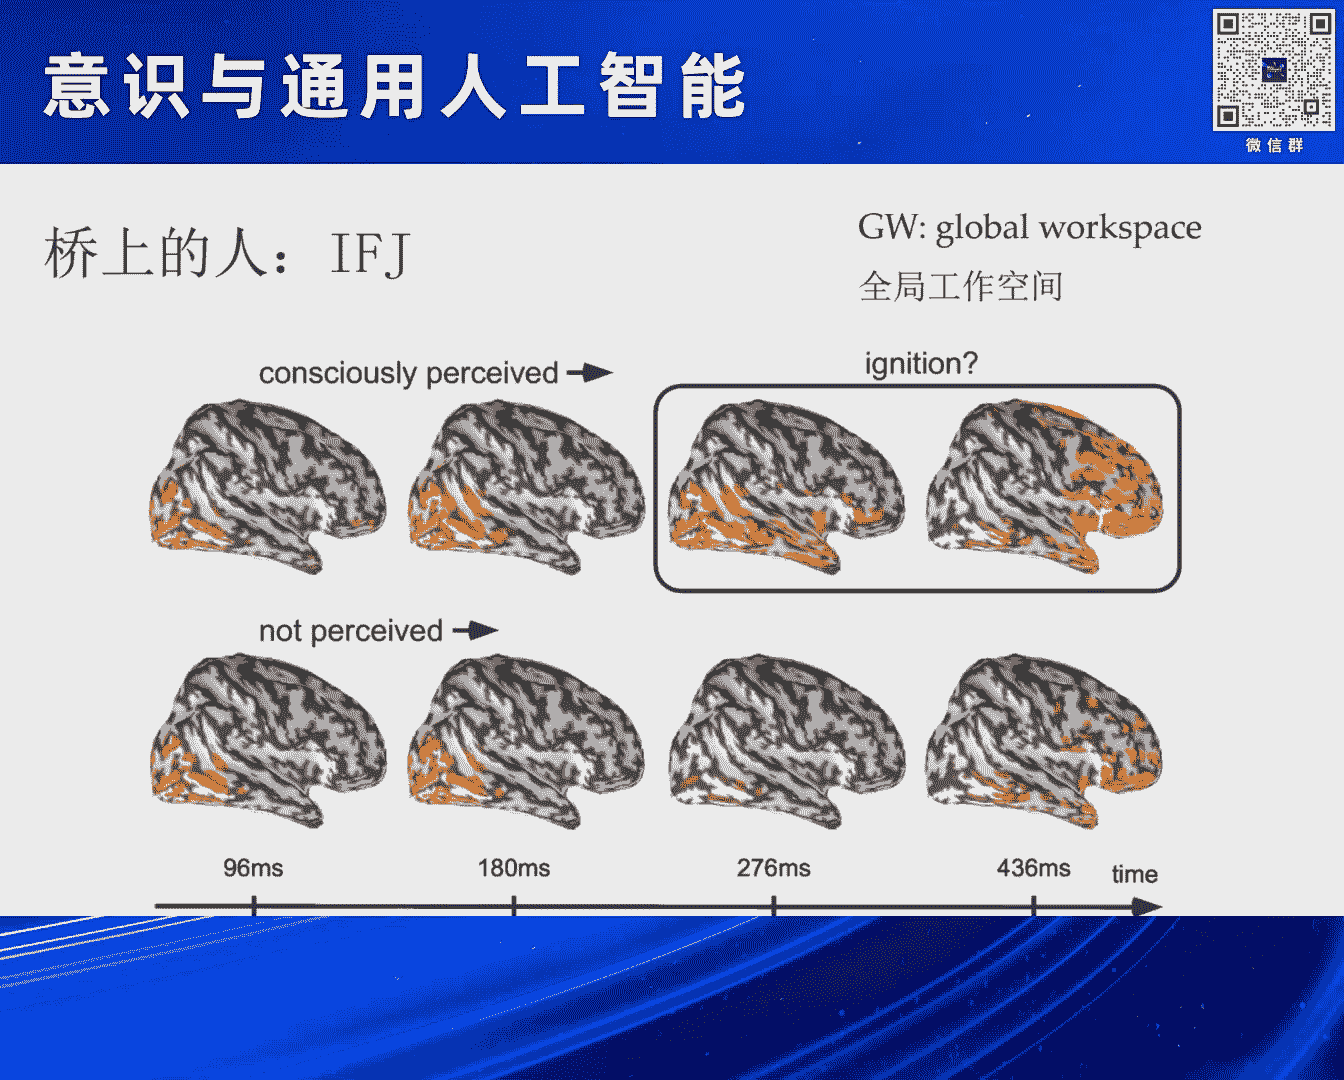 意识与通用人工智能
微信群
桥上的人：IFJ
GW: global workspace
全局工作空间
consciously perceived
ignition?
not perceived
96ms
180ms
276ms
436ms
time